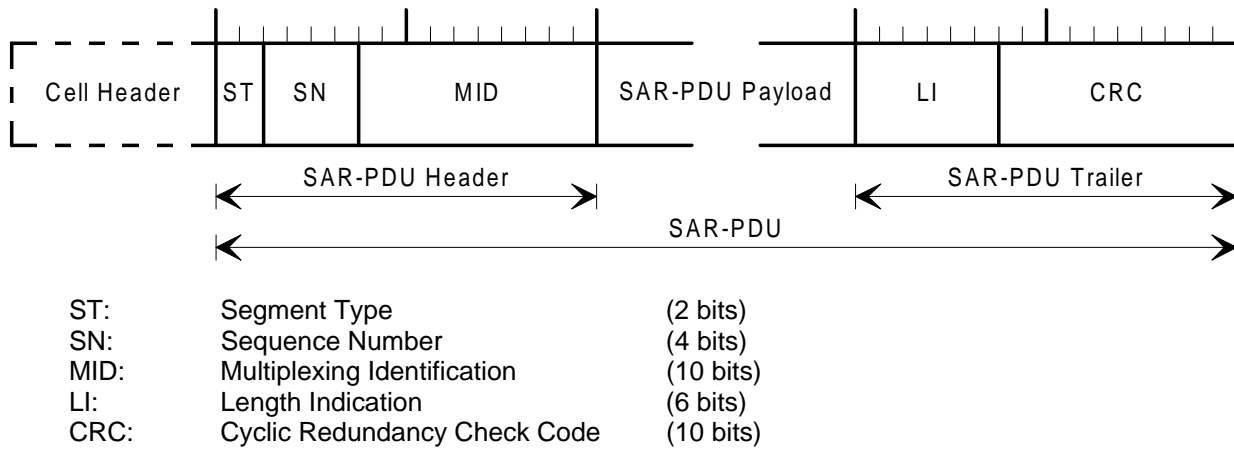 Cell Header ST SN MID SAR-PDU Payload LI CRC
SAR-PDU Header SAR-PDU Trailer
SAR-PDU
ST: Segment Type (2 bits)
SN: Sequence Number (4 bits)
MID: Multiplexing Identification (10 bits)
LI: Length Indication (6 bits)
CRC: Cyclic Redundancy Check Code (10 bits)